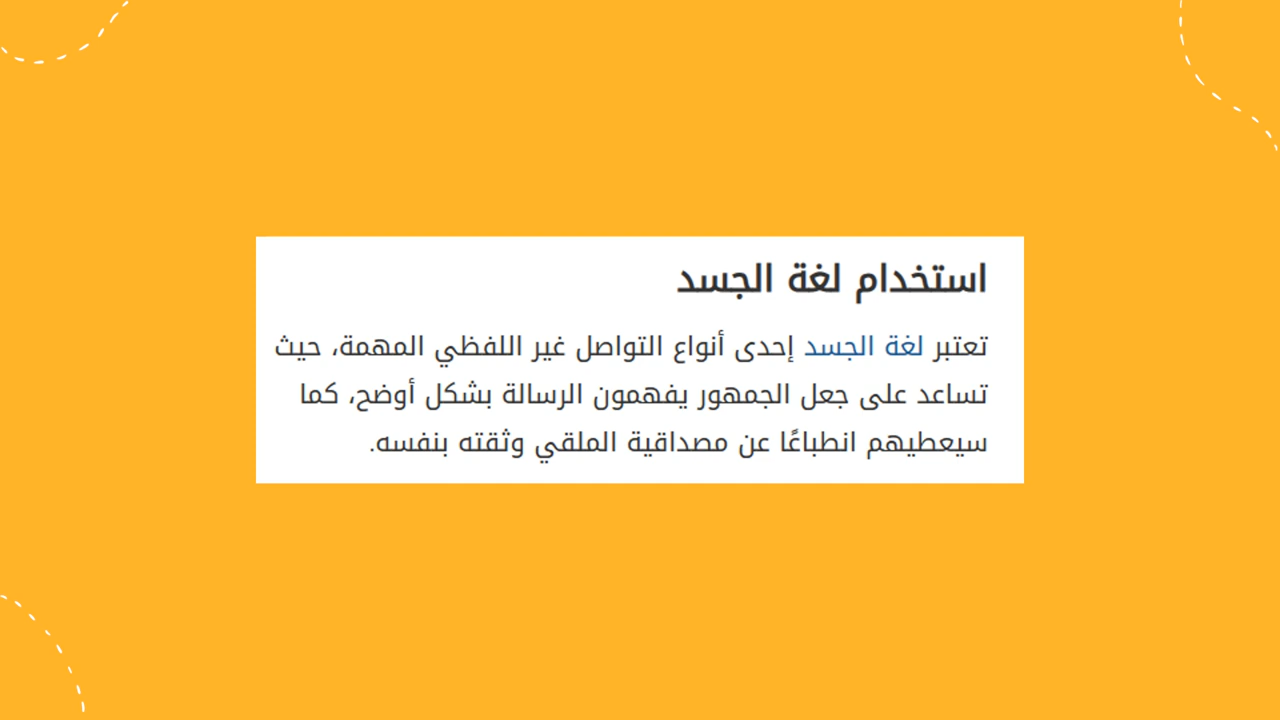 استخدام لغة الجسد
تعتبر لغة الجسد إحدى أنواع التواصل غير اللفظي المهمة، حيث
تساعد على جعل الجمهور يفهمون الرسالة بشكل أوضح، كما
سيعطيهم انطباعًا عن مصداقية الملقي وثقته بنفسه.